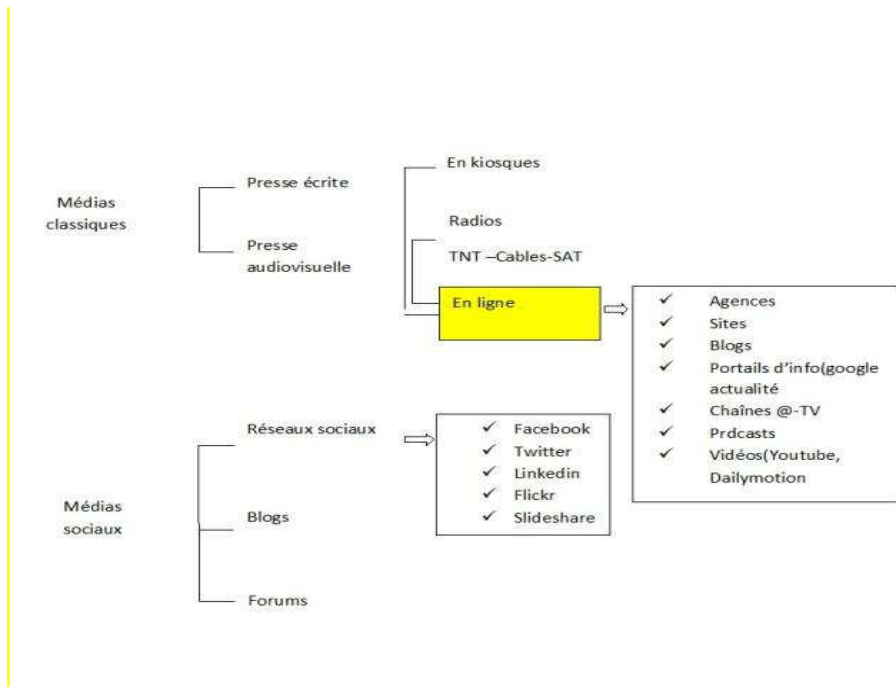 Médias
classiques
Presse écrite
Presse
audiovisuelle
En kiosques
Radios
TNT –Cables-SAT
En ligne
Agences
Sites
Blogs
Portails d'info(google
actualité
Chaînes @-TV
Prdcasts
Vidéos(Youtube,
Dailymotion
Médias
sociaux
Réseaux sociaux
Blogs
Forums
Facebook
Twitter
Linkedin
Flickr
Slideshare